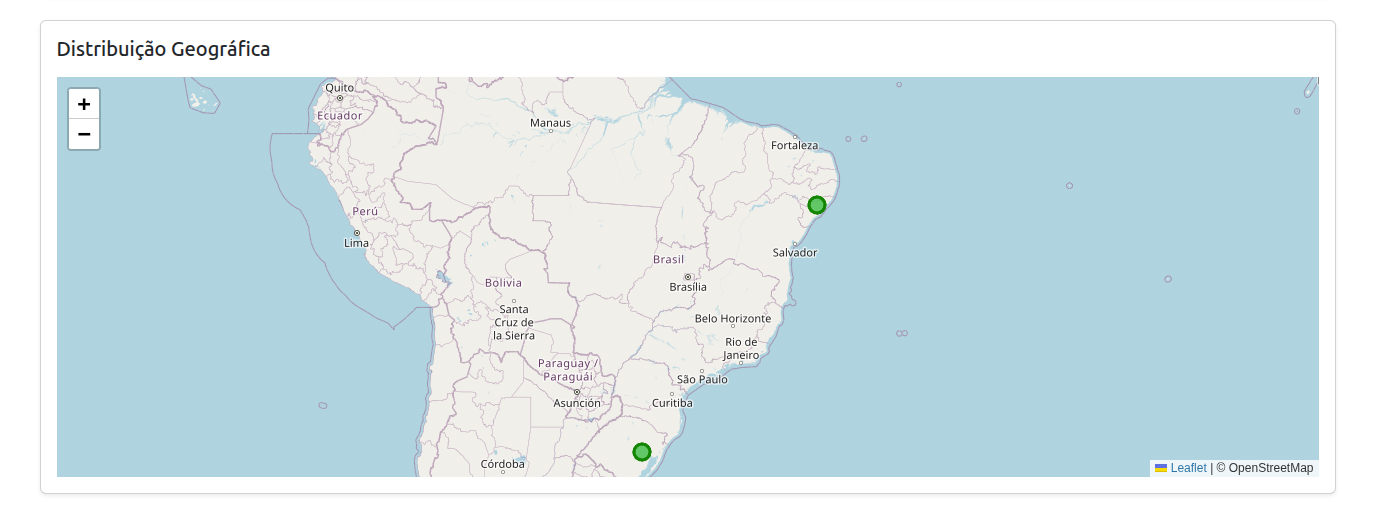 Distribuição Geográfica
+
−
Quito
Ecuador
Manaus
Fortaleza
Perú
Lima
Salvador
Brasil
Brasília
Bolivia
Santa
Cruz de
la Sierra
Belo Horizonte
Rio de
Janeiro
Paraguay /
Paraguái
São Paulo
Asunción
Curitiba
Córdoba
Leaflet | © OpenStreetMap